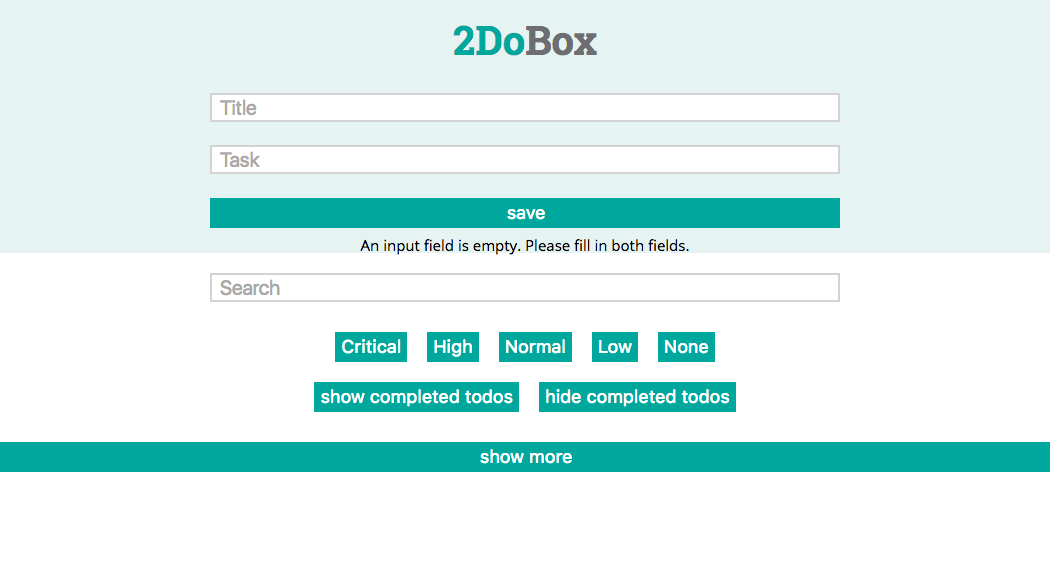 2DoBox
Title
Task
save
An input field is empty. Please fill in both fields.
Search
Critical High Normal Low None
show completed todos hide completed todos
show more